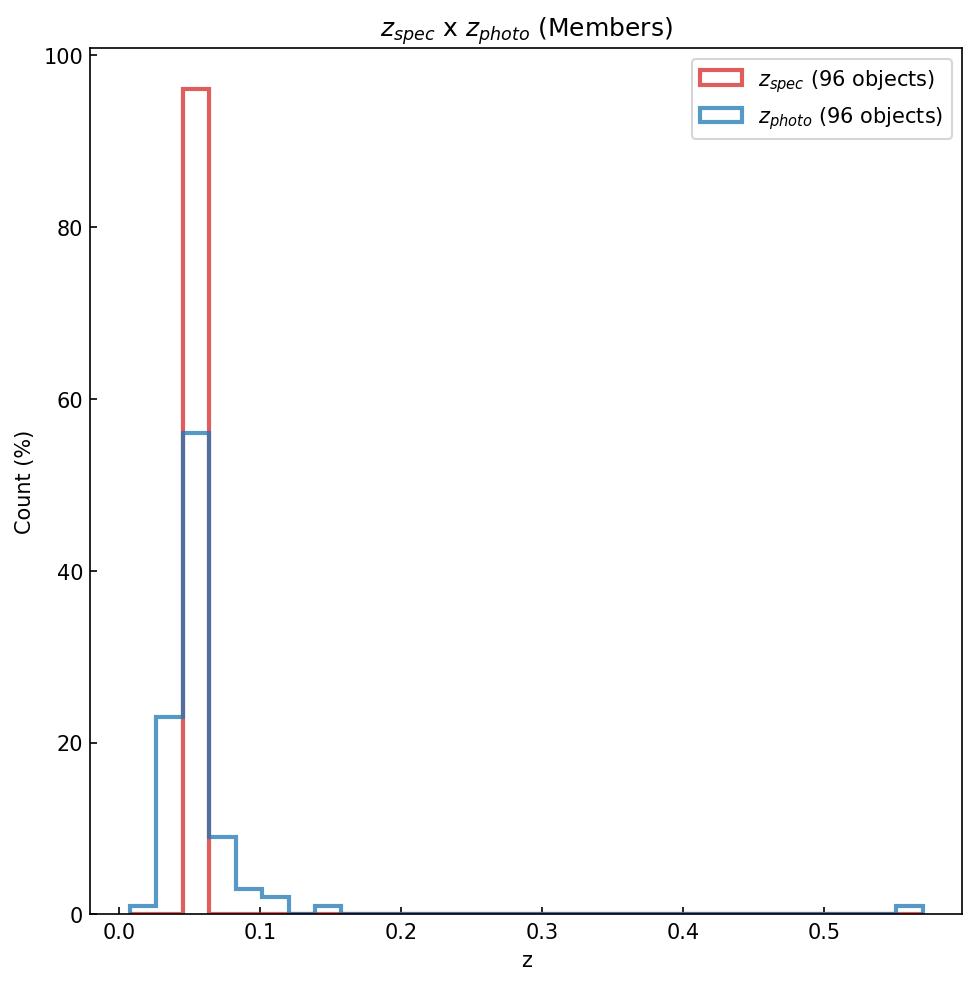 z_spec x z_photo (Members)
z_spec (96 objects)
z_photo (96 objects)
100
80
60
40
20
0
Count (%)
0.0 0.1 0.2 0.3 0.4 0.5
z